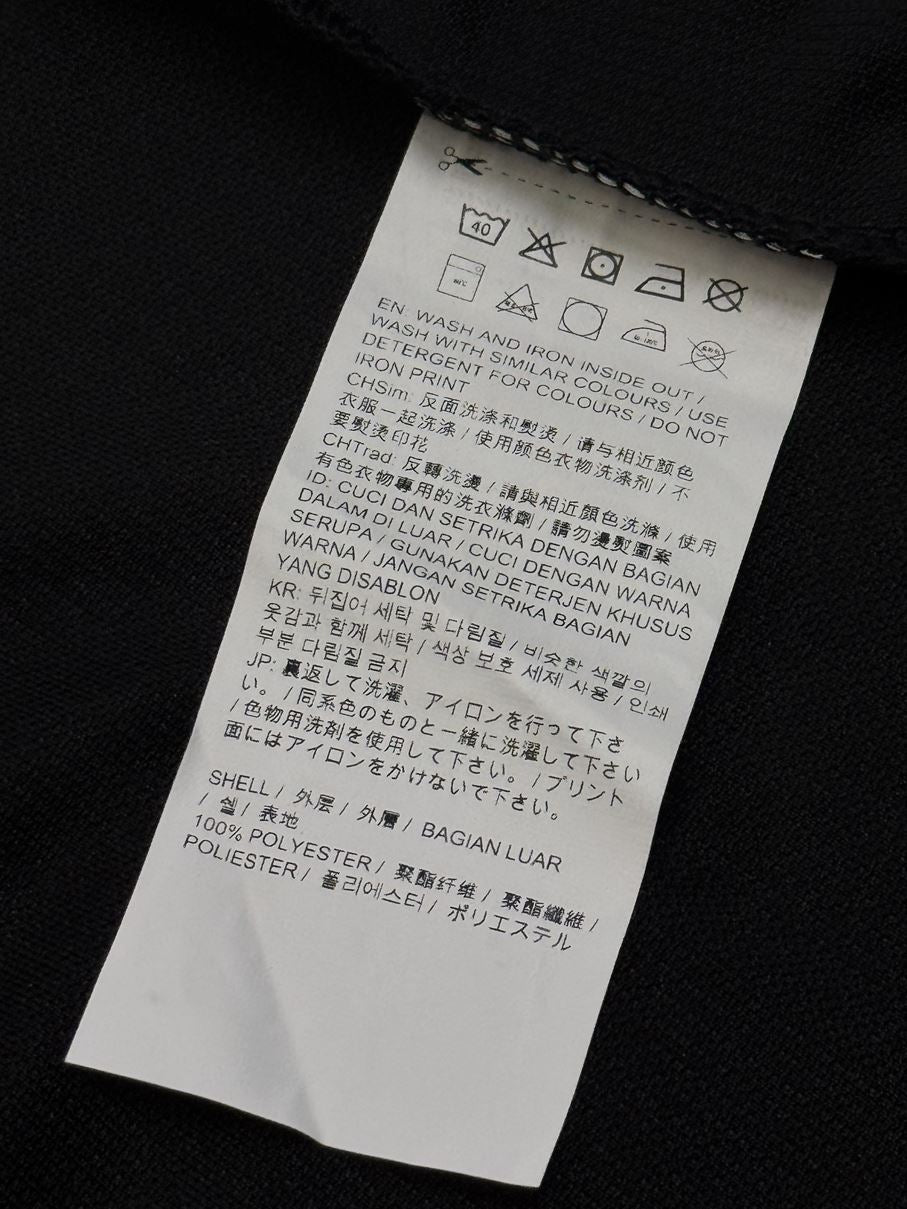 40
EN: WASH AND IRON INSIDE OUT /
WASH WITH SIMILAR COLOURS / USE
DETERGENT FOR COLOURS / DO NOT
IRON PRINT
CHSim: 反面洗涤和熨烫 / 请与相近颜色
衣服一起洗涤 / 使用颜色衣物洗涤剂 / 不
要熨烫印花
CHTrad: 反轉洗燙 / 請與相近顏色洗滌 / 使用
有色衣物專用的洗衣滌劑 / 請勿燙熨圖案
ID: CUCI DAN SETRIKA DENGAN BAGIAN
DALAM DI LUAR / CUCI DENGAN WARNA
SERUPA / GUNAKAN DETERJEN KHUSUS
WARNA / JANGAN SETRIKA BAGIAN
YANG DISABLON
KR: 뒤집어 세탁 및 다림질 / 비슷한 색깔의
옷감과 함께 세탁 / 색상 보호 세제 사용 / 인쇄
부분 다림질 금지
JP: 裏返して洗濯、アイロンを行って下さ
い。 / 同系色のものと一緒に洗濯して下さい
/ 色物用洗剤を使用して下さい。 / プリント
面にはアイロンをかけないで下さい。
SHELL / 外层 / 外層 / BAGIAN LUAR
/ 쉘 / 表地
100% POLYESTER / 聚酯纤维 / 聚酯纖維 /
POLIESTER / 폴리에스터 / ポリエステル